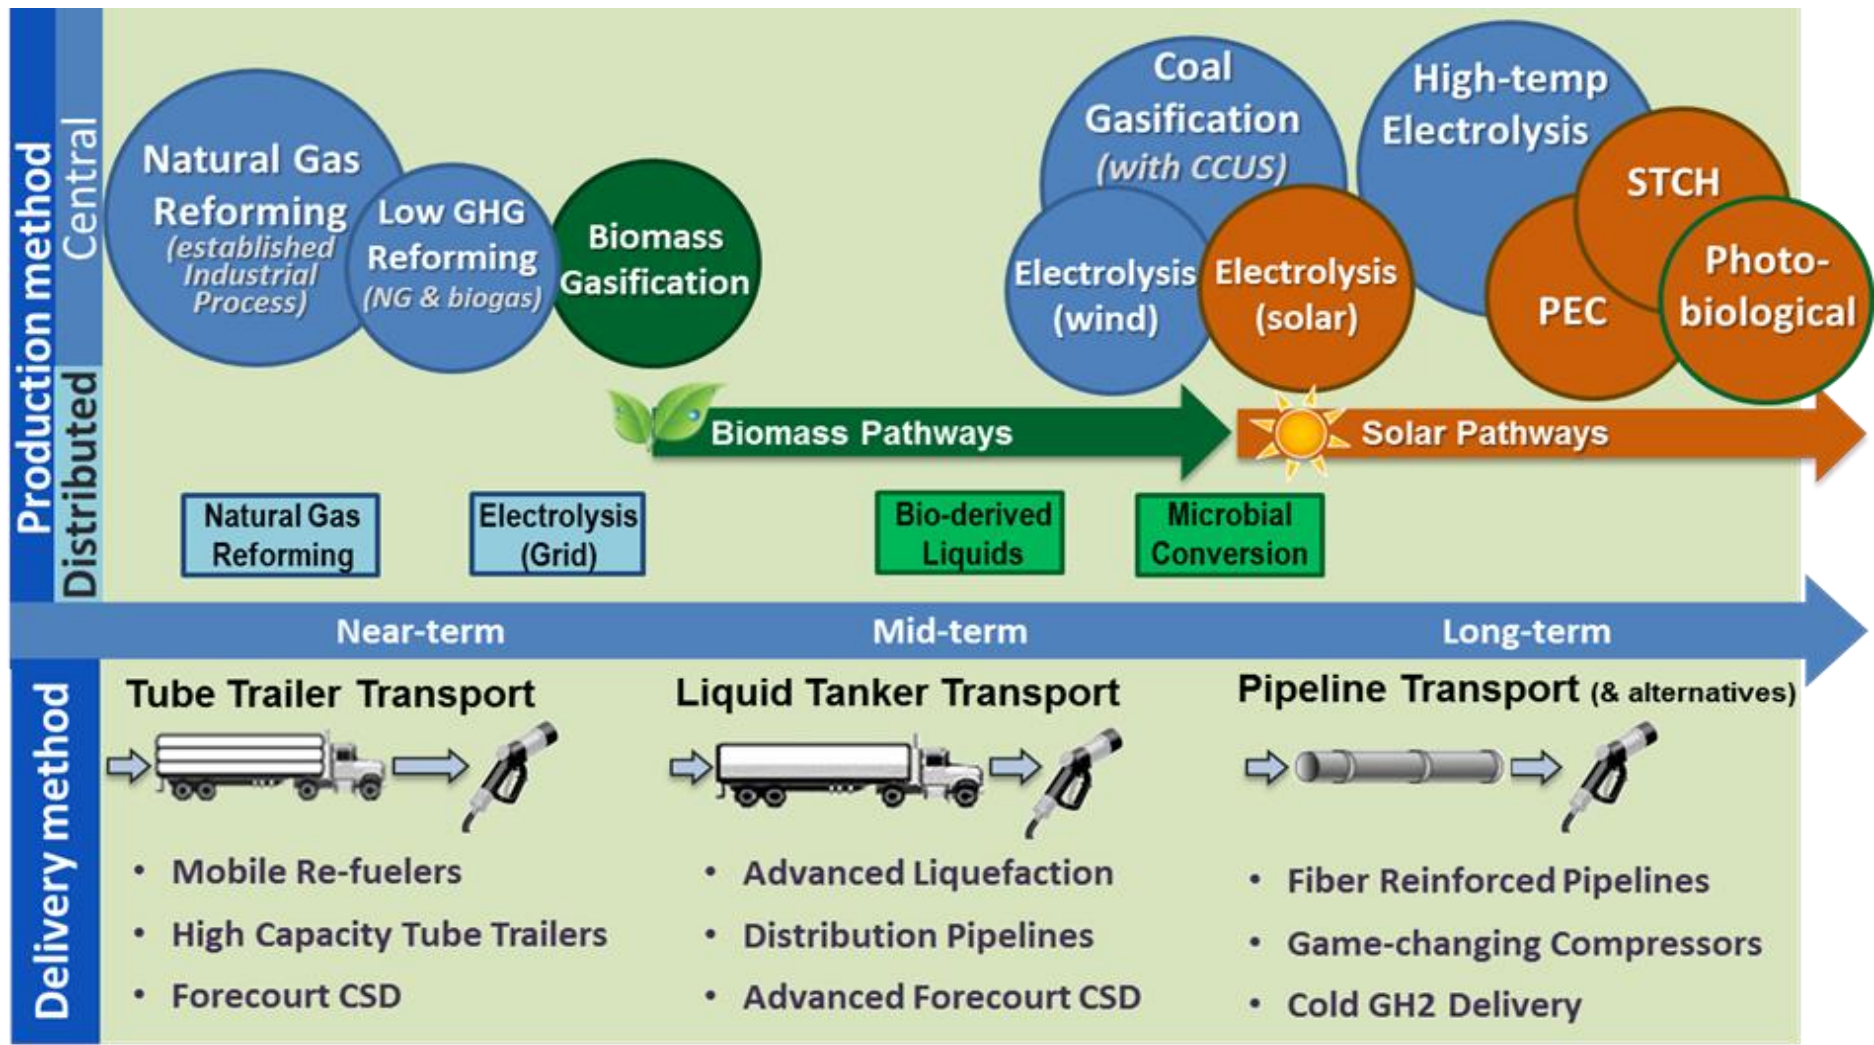 Production method
Central
Distributed
Natural Gas
Reforming
(established
Industrial
Process)
Low GHG
Reforming
(NG & biogas)
Biomass
Gasification
Coal
Gasification
(with CCUS)
Electrolysis
(wind)
Electrolysis
(solar)
High-temp
Electrolysis
STCH
PEC
Photo-
biological
Biomass Pathways
Solar Pathways
Natural Gas
Reforming
Electrolysis
(Grid)
Bio-derived
Liquids
Microbial
Conversion
Near-term
Mid-term
Long-term
Delivery method
Tube Trailer Transport
• Mobile Re-fuelers
• High Capacity Tube Trailers
• Forecourt CSD
Liquid Tanker Transport
• Advanced Liquefaction
• Distribution Pipelines
• Advanced Forecourt CSD
Pipeline Transport (& alternatives)
• Fiber Reinforced Pipelines
• Game-changing Compressors
• Cold GH2 Delivery